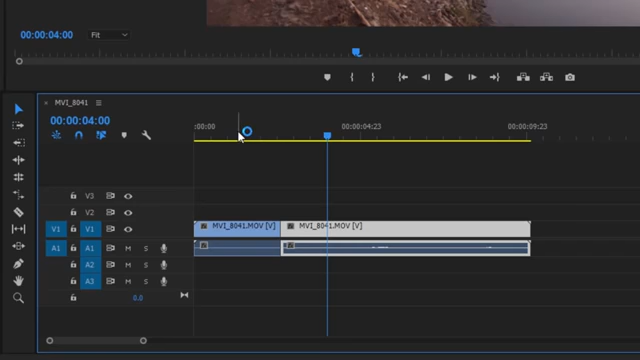 00:00:04:00
Fit
MVI_8041
00:00:04:00
:00:00
00:00:04:23
00:00:09:23
V3
V2
V1
V1
MVI_8041.MOV [V]
MVI_8041.MOV [V]
A1
A1
M
S
A2
M
S
A3
M
S
0.0